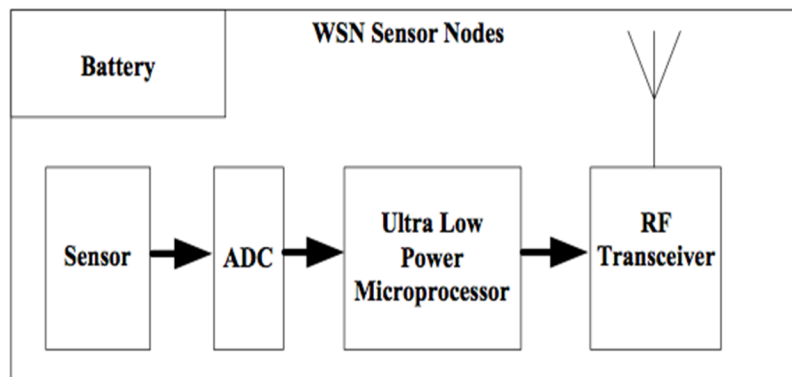 WSN Sensor Nodes
Battery
Sensor
ADC
Ultra Low
Power
Microprocessor
RF
Transceiver